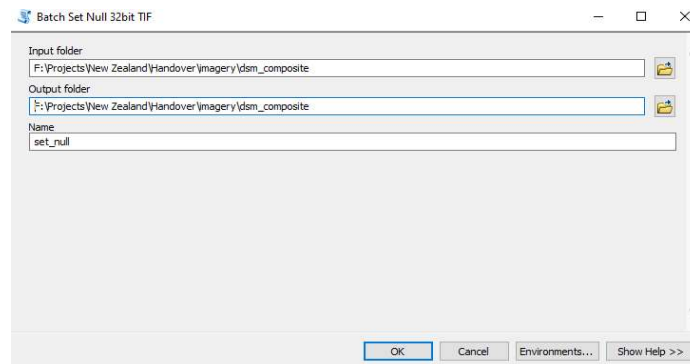 Batch Set Null 32bit TIF
Input folder
F:\Projects\New Zealand\Handover\imagery\dsm_composite
Output folder
F:\Projects\New Zealand\Handover\imagery\dsm_composite
Name
set_null
OK Cancel Environments... Show Help >>